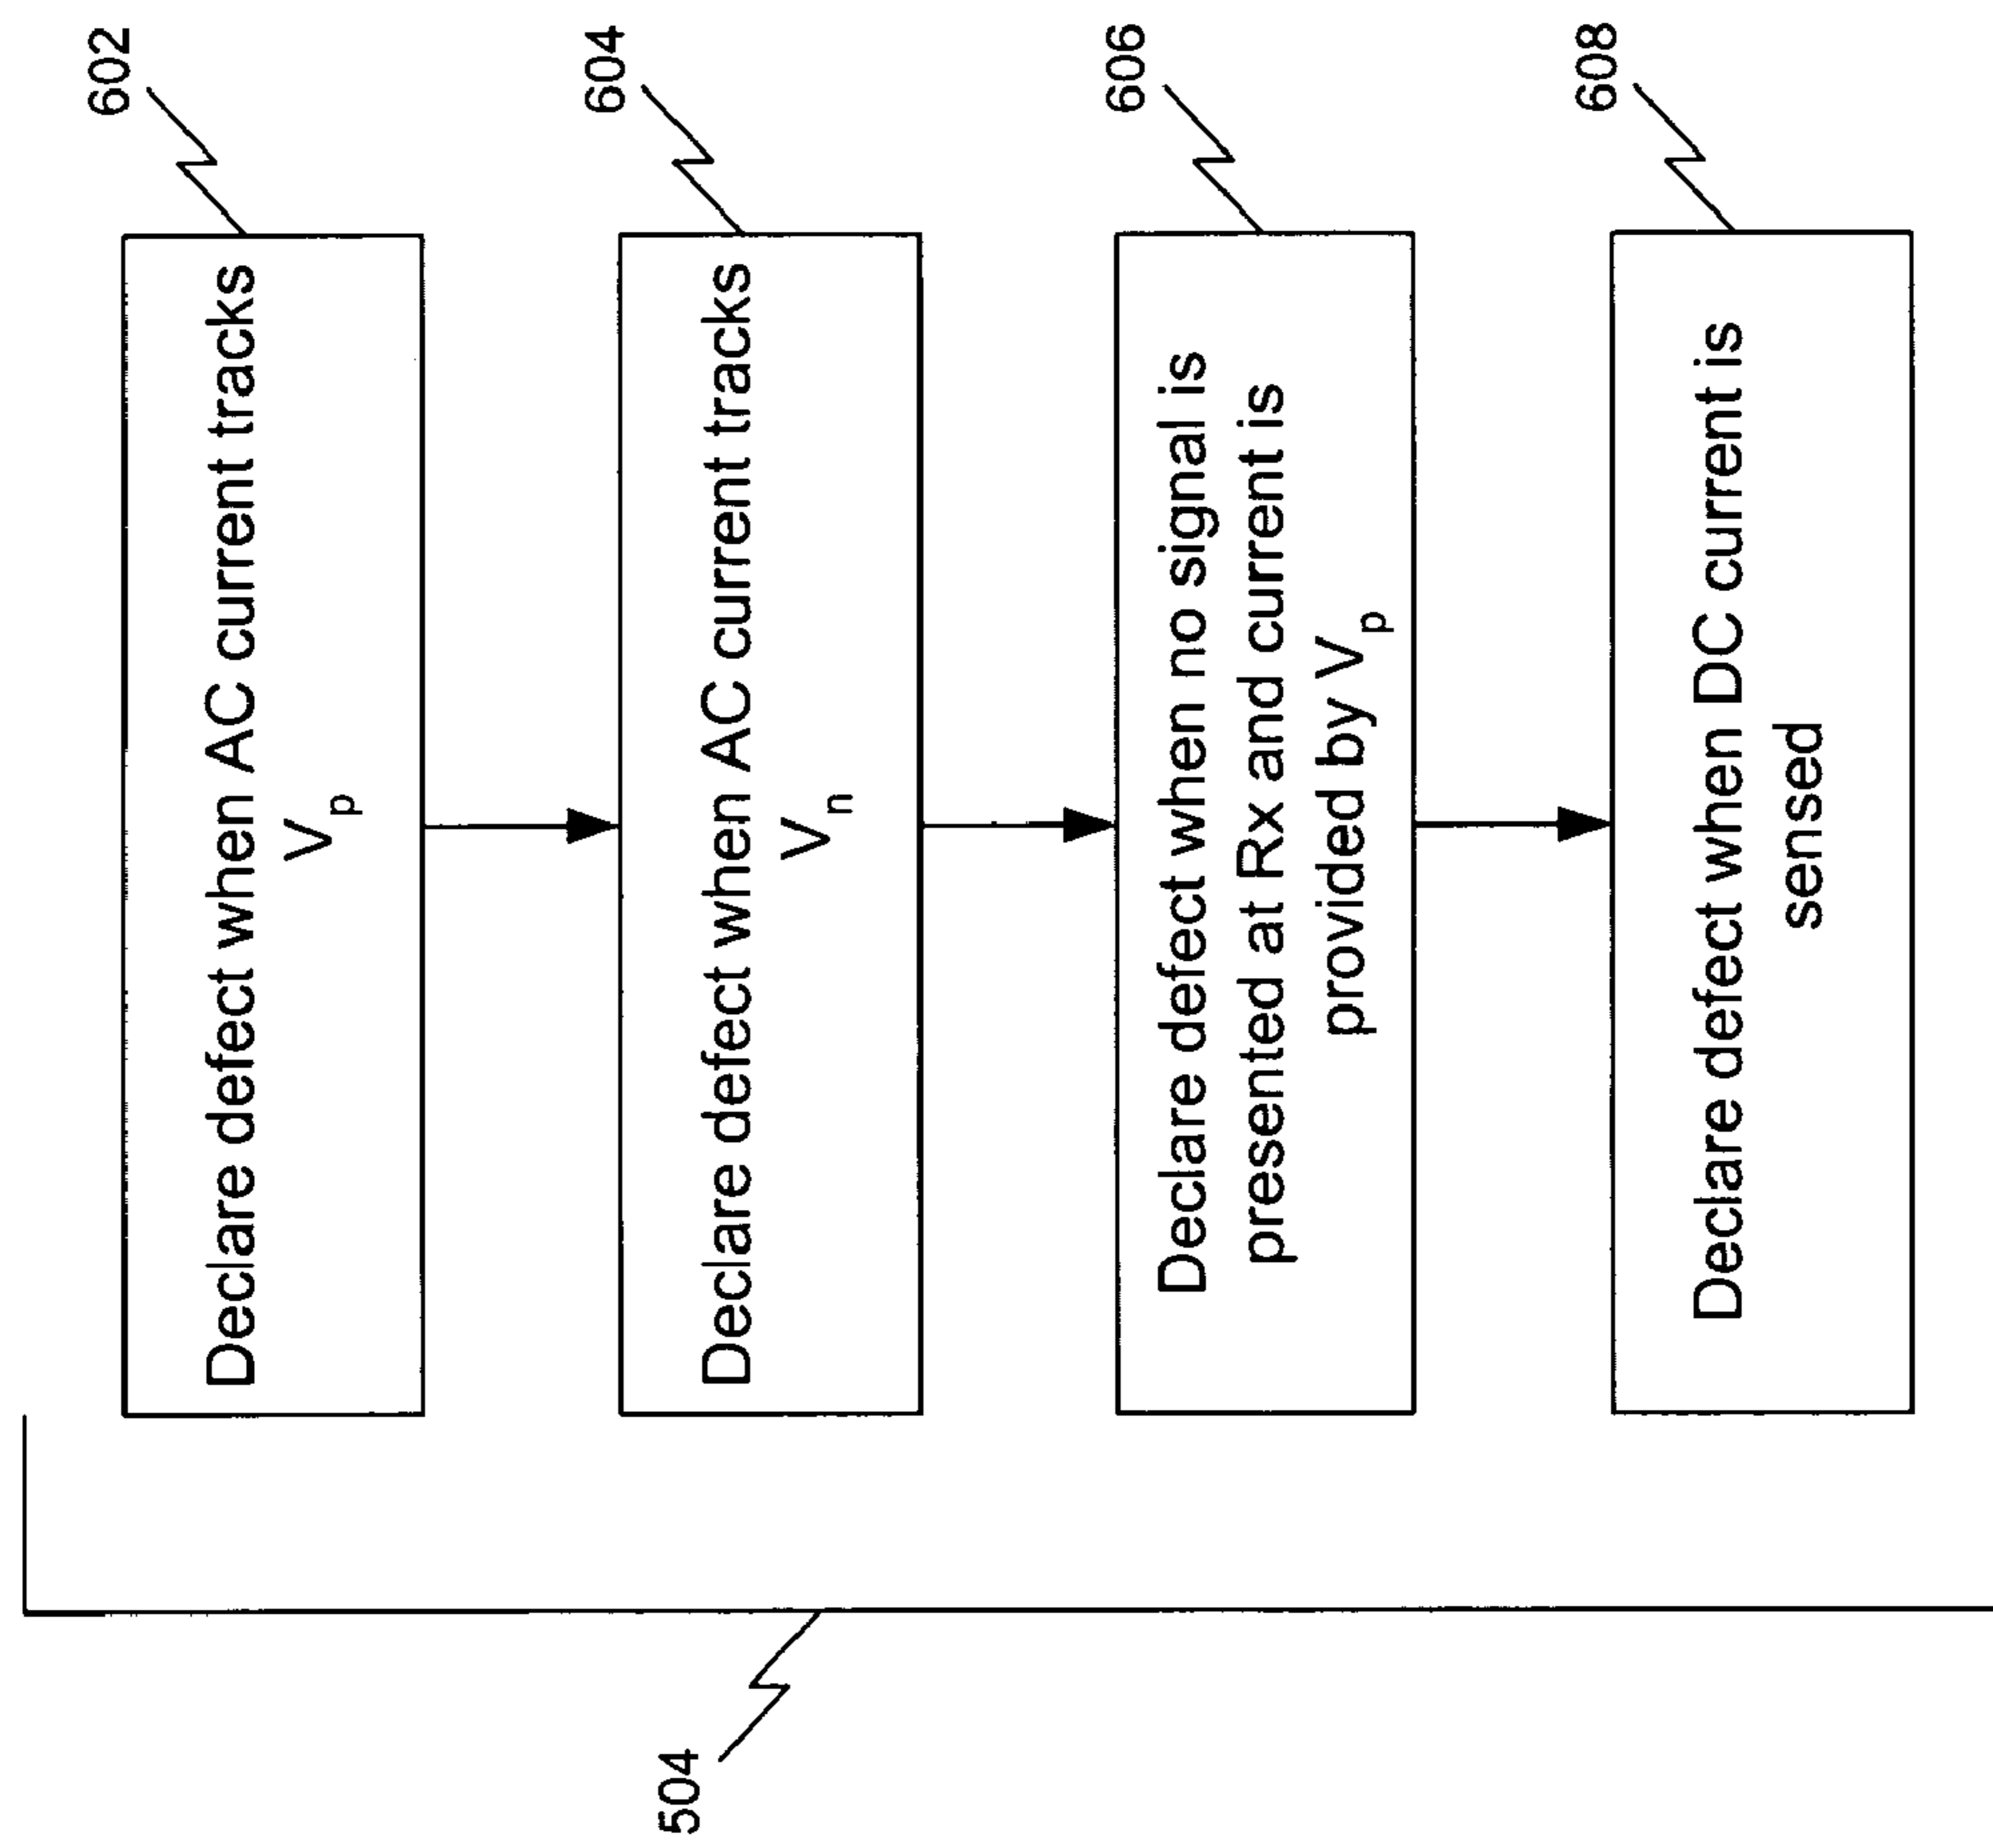 504
602
Declare defect when AC current tracks
Vp
604
Declare defect when AC current tracks
Vn
606
Declare defect when no signal is
presented at Rx and current is
provided by Vp
608
Declare defect when DC current is
sensed